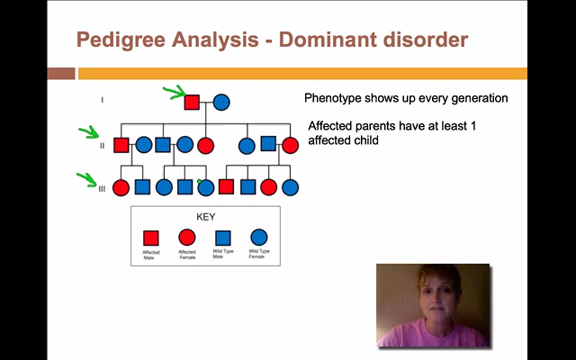 Pedigree Analysis - Dominant disorder
I
Phenotype shows up every generation
Affected parents have at least 1
affected child
II
III
KEY
Affected
Male
Affected
Female
Wild Type
Male
Wild Type
Female